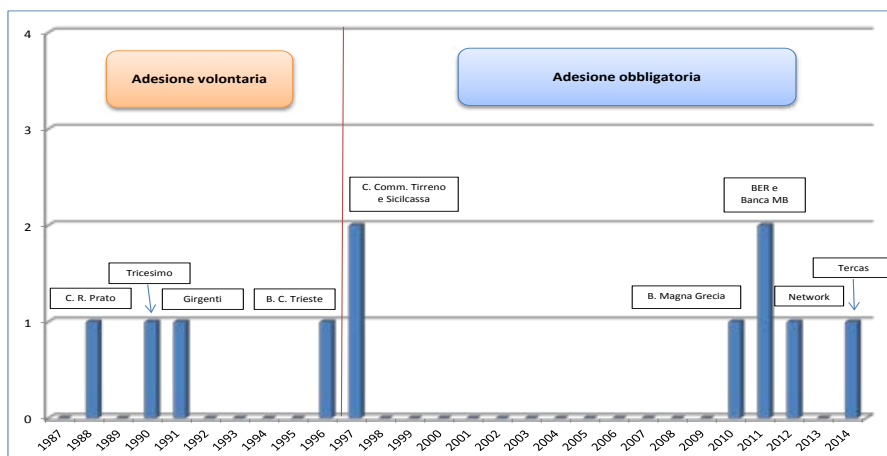 4
Adesione volontaria
Adesione obbligatoria
3
C. Comm. Tirreno
e Sicilcassa
BER e
Banca MB
2
Tricesimo
Tercas
C. R. Prato
Girgenti
B. C. Trieste
B. Magna Grecia
Network
1
0
1987
1988
1989
1990
1991
1992
1993
1994
1995
1996
1997
1998
1999
2000
2001
2002
2003
2004
2005
2006
2007
2008
2009
2010
2011
2012
2013
2014